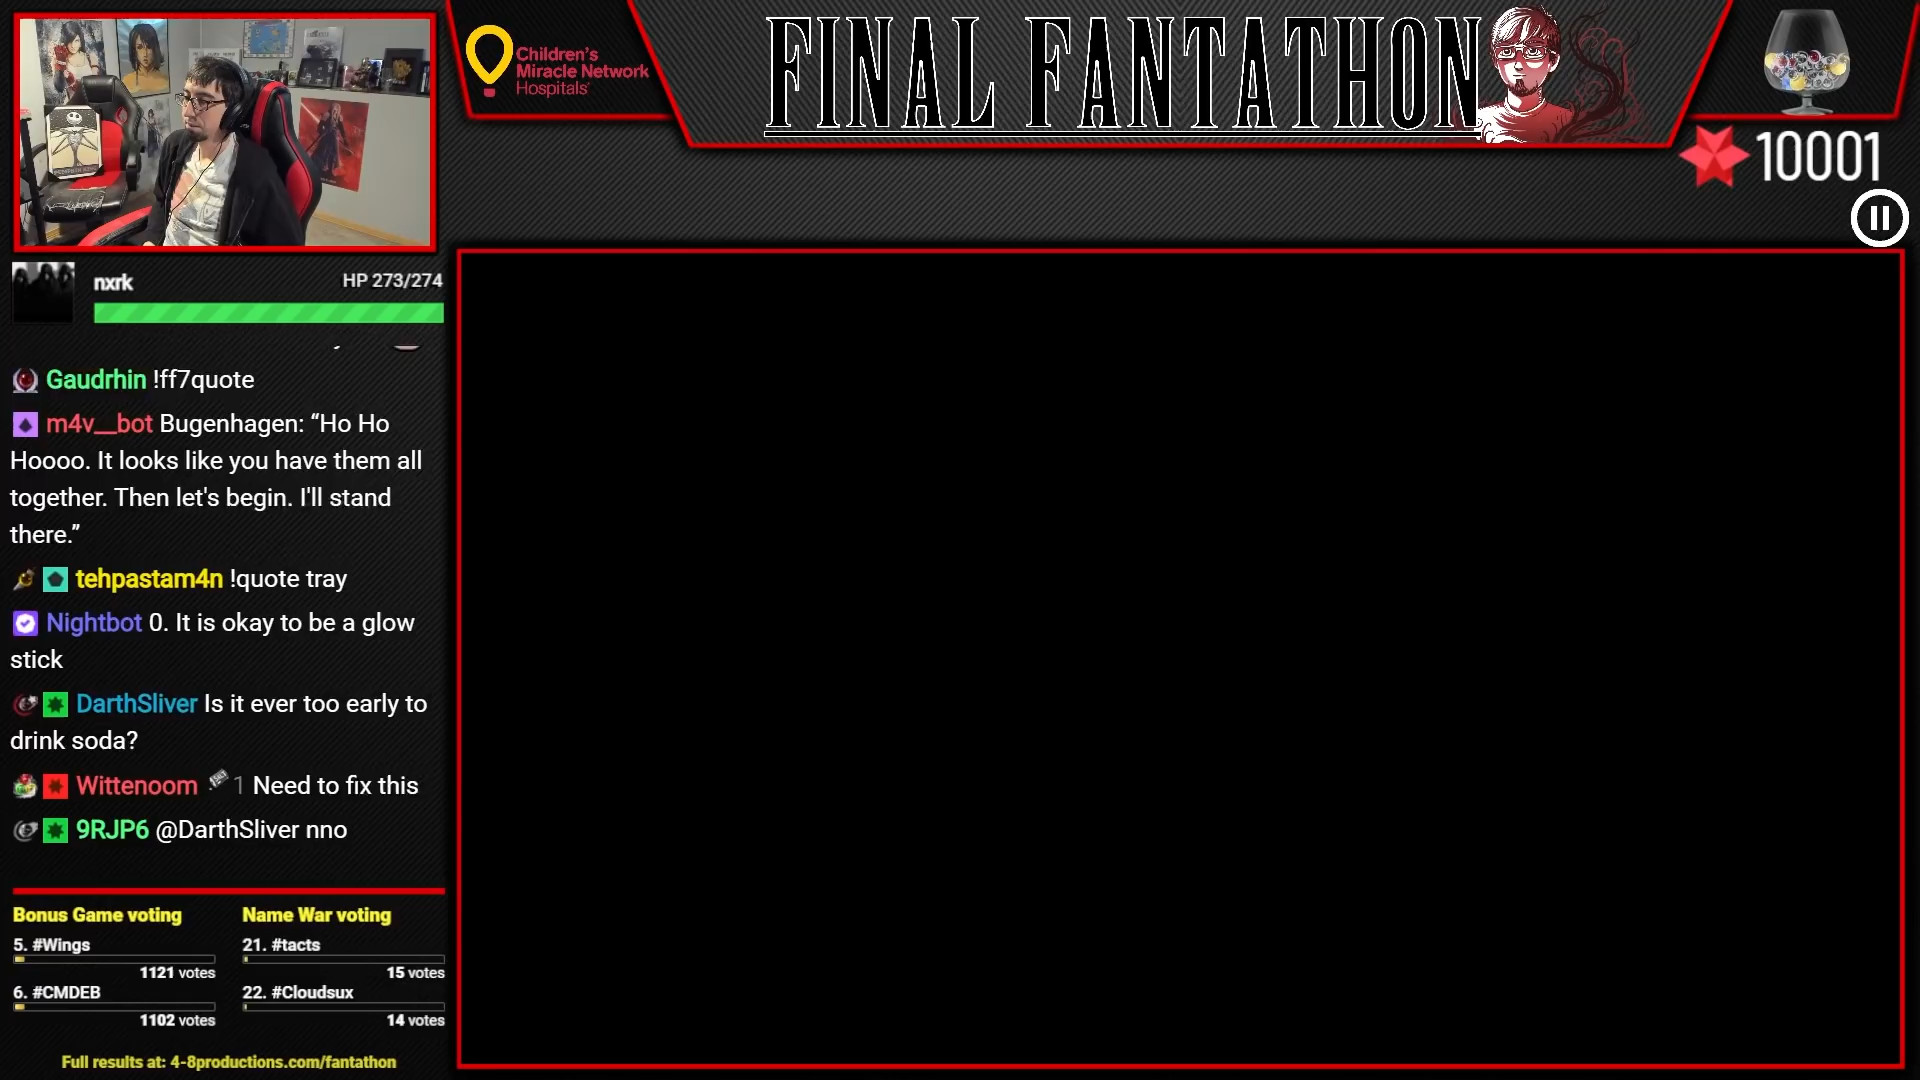 Children's
Miracle Network
Hospitals
FINAL FANTATHON
10001
nxrk
HP 273/274
Gaudrhin !ff7quote
m4v__bot Bugenhagen: “Ho Ho
Hoooo. It looks like you have them all
together. Then let's begin. I'll stand
there.”
tehpastam4n !quote tray
Nightbot 0. It is okay to be a glow
stick
DarthSliver Is it ever too early to
drink soda?
Wittenoom 1 Need to fix this
9RJP6 @DarthSliver nno
Bonus Game voting
5. #Wings
1121 votes
6. #CMDEB
1102 votes
Name War voting
21. #tacts
15 votes
22. #Cloudsux
14 votes
Full results at: 4-8productions.com/fantathon